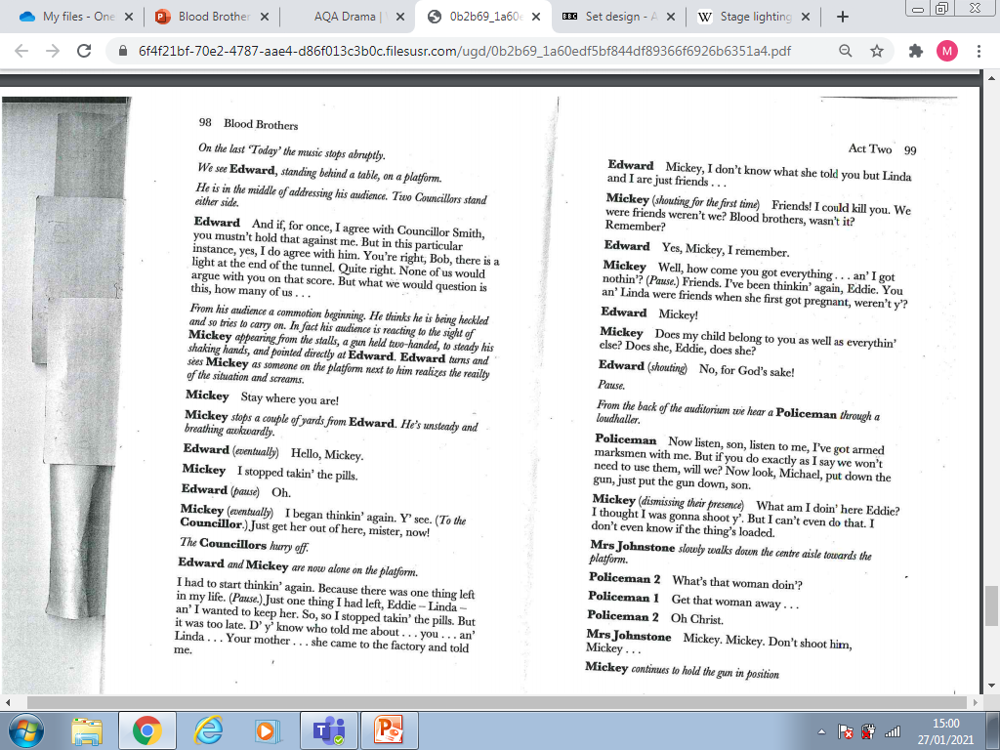 My files - One
Blood Brother
AQA Drama |
0b2b69_1a60e
BBC
Set design - A
W
Stage lighting
6f4f21bf-70e2-4787-aae4-d86f013c3b0c.filesusr.com/ugd/0b2b69_1a60edf5bf844df89366f6926b6351a4.pdf
M
98 Blood Brothers
On the last 'Today' the music stops abruptly.
We see Edward, standing behind a table, on a platform.
He is in the middle of addressing his audience. Two Councillors stand
either side.
Edward And if, for once, I agree with Councillor Smith,
you mustn't hold that against me. But in this particular
instance, yes, I do agree with him. You're right, Bob, there is a
light at the end of the tunnel. Quite right. None of us would
argue with you on that score. But what we would question is
this, how many of us . . .
From his audience a commotion beginning. He thinks he is being heckled
and so tries to carry on. In fact his audience is reacting to the sight of
Mickey appearing from the stalls, a gun held two-handed, to steady his
shaking hands, and pointed directly at Edward. Edward turns and
sees Mickey as someone on the platform next to him realizes the reality
of the situation and screams.
Mickey Stay where you are!
Mickey stops a couple of yards from Edward. He's unsteady and
breathing awkwardly.
Edward (eventually) Hello, Mickey.
Mickey I stopped takin' the pills.
Edward (pause) Oh.
Mickey (eventually) I began thinkin' again. Y' see. (To the
Councillor.) Just get her out of here, mister, now!
The Councillors hurry off.
Edward and Mickey are now alone on the platform.
I had to start thinkin' again. Because there was one thing left
in my life. (Pause.) Just one thing I had left, Eddie – Linda –
an' I wanted to keep her. So, so I stopped takin' the pills. But
it was too late. D' y' know who told me about . . . you . . . an'
Linda . . . Your mother . . . she came to the factory and told
me.
Act Two 99
Edward Mickey, I don't know what she told you but Linda
and I are just friends . . .
Mickey (shouting for the first time) Friends! I could kill you. We
were friends weren't we? Blood brothers, wasn't it?
Remember?
Edward Yes, Mickey, I remember.
Mickey Well, how come you got everything . . . an' I got
nothin'? (Pause.) Friends. I've been thinkin' again, Eddie. You
an' Linda were friends when she first got pregnant, weren't y'?
Edward Mickey!
Mickey Does my child belong to you as well as everythin'
else? Does she, Eddie, does she?
Edward (shouting) No, for God's sake!
Pause.
From the back of the auditorium we hear a Policeman through a
loudhailer.
Policeman Now listen, son, listen to me, I've got armed
marksmen with me. But if you do exactly as I say we won't
need to use them, will we? Now look, Michael, put down the
gun, just put the gun down, son.
Mickey (dismissing their presence) What am I doin' here Eddie?
I thought I was gonna shoot y'. But I can't even do that. I
don't even know if the thing's loaded.
Mrs Johnstone slowly walks down the centre aisle towards the
platform.
Policeman 2 What's that woman doin'?
Policeman 1 Get that woman away . . .
Policeman 2 Oh Christ.
Mrs Johnstone Mickey. Mickey. Don't shoot him,
Mickey . . .
Mickey continues to hold the gun in position
15:00
27/01/2021